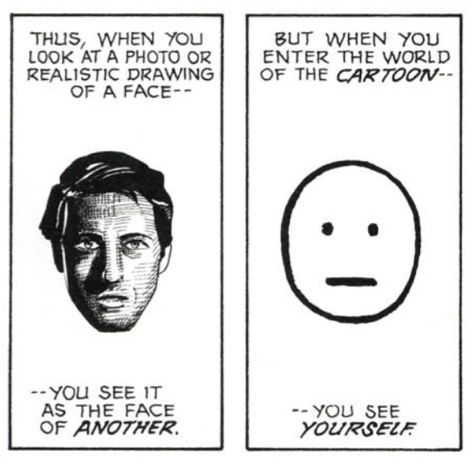 THUS, WHEN YOU
LOOK AT A PHOTO OR
REALISTIC DRAWING
OF A FACE--
--YOU SEE IT
AS THE FACE
OF ANOTHER.
BUT WHEN YOU
ENTER THE WORLD
OF THE CARTOON--
--YOU SEE
YOURSELF.